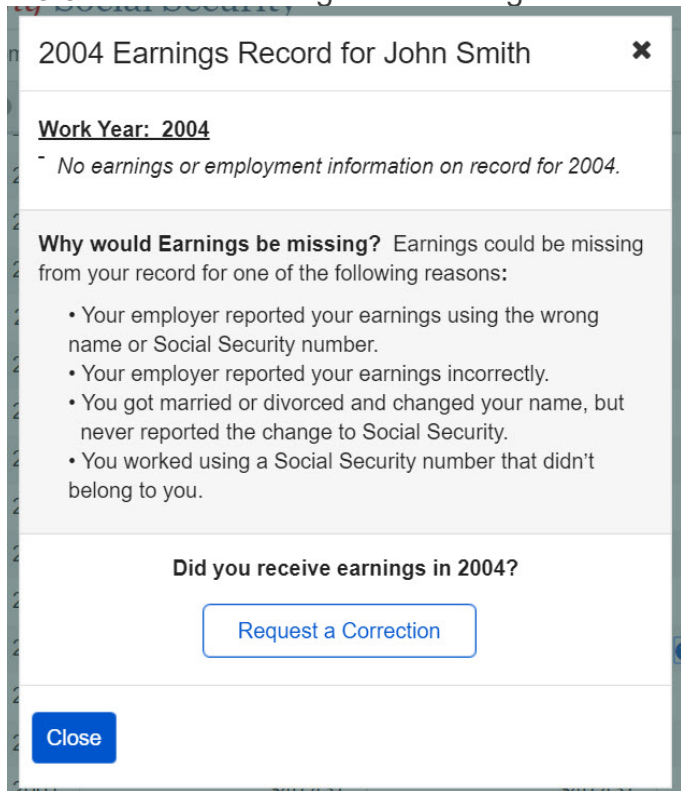 my Social Security
2004 Earnings Record for John Smith ✖
Work Year: 2004
- No earnings or employment information on record for 2004.
Why would Earnings be missing? Earnings could be missing
from your record for one of the following reasons:
• Your employer reported your earnings using the wrong
name or Social Security number.
• Your employer reported your earnings incorrectly.
• You got married or divorced and changed your name, but
never reported the change to Social Security.
• You worked using a Social Security number that didn’t
belong to you.
Did you receive earnings in 2004?
Request a Correction
Close